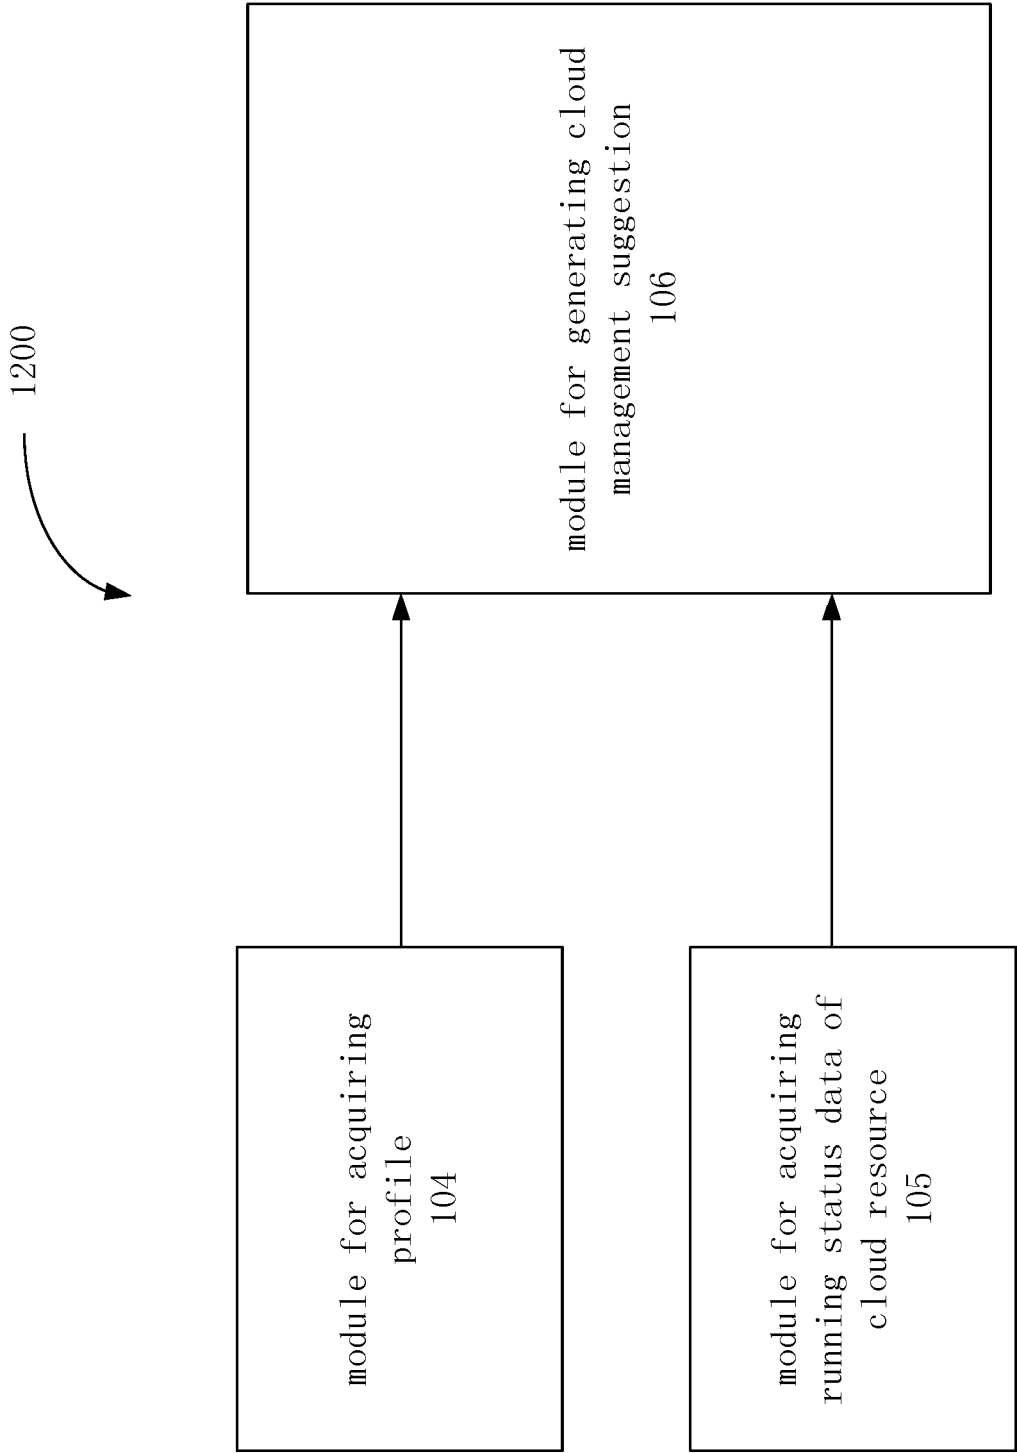 1200
module for acquiring
profile
104
module for acquiring
running status data of
cloud resource
105
module for generating cloud
management suggestion
106